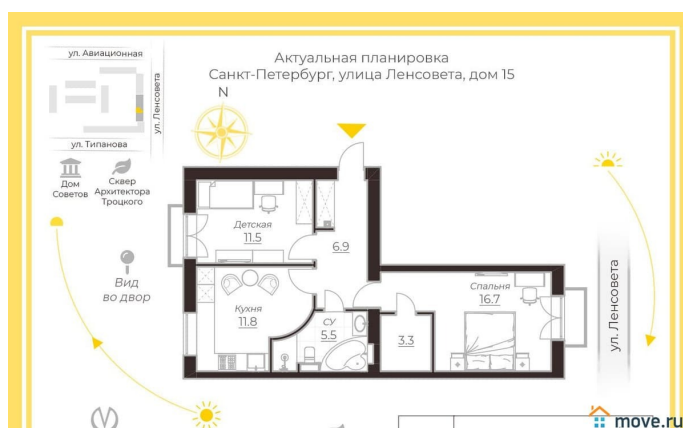 ул. Авиационная
ул. Ленсовета
ул. Типанова
Дом
Советов
Сквер
Архитектора
Троцкого
Актуальная планировка
Санкт-Петербург, улица Ленсовета, дом 15
N
Вид
во двор
Детская
11.5
6.9
Кухня
11.8
СУ
5.5
3.3
Спальня
16.7
ул. Ленсовета
move.ru